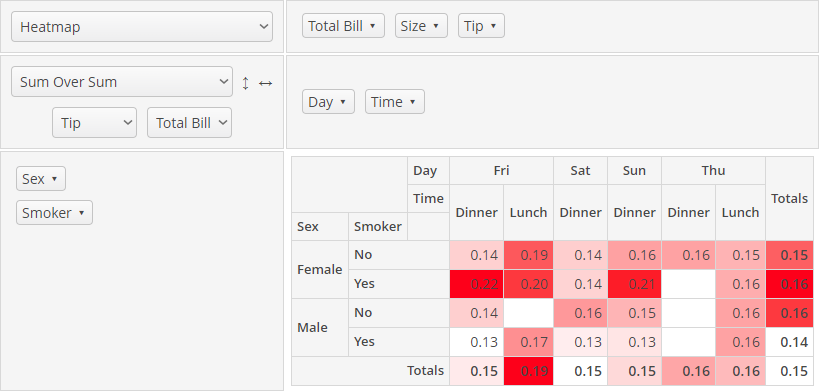 Heatmap
Total Bill ▾ Size ▾ Tip ▾
Sum Over Sum ↕ ↔
Tip Total Bill
Day ▾ Time ▾
Sex ▾
Smoker ▾
Day Fri Sat Sun Thu Totals
Time Dinner Lunch Dinner Dinner Dinner Lunch
Sex Smoker
Female No 0.14 0.19 0.14 0.16 0.16 0.15 0.15
Yes 0.22 0.20 0.14 0.21 0.16 0.16
Male No 0.14 0.16 0.15 0.16 0.16
Yes 0.13 0.17 0.13 0.13 0.16 0.14
Totals 0.15 0.19 0.15 0.15 0.16 0.16 0.15